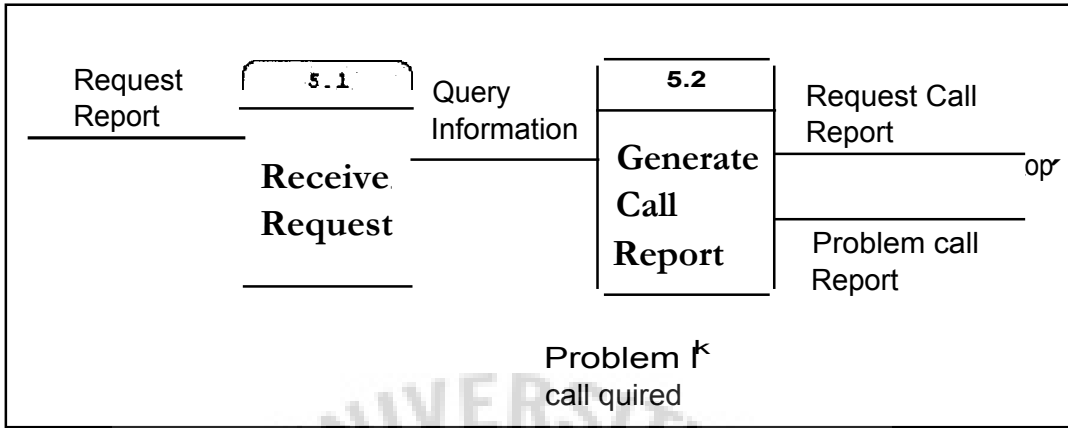 Request
Report
5.1
Receive
Request
Query
Information
5.2
Generate
Call
Report
Request Call
Report
op
Problem call
Report
Problem
call quired